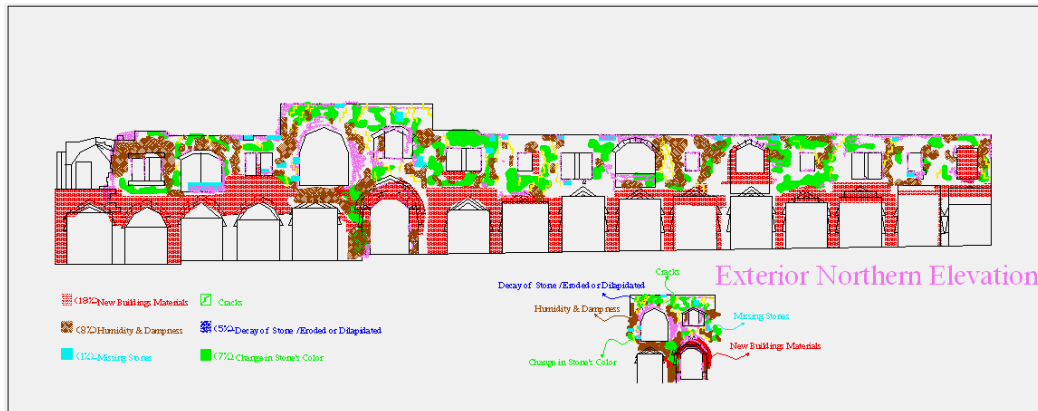 Exterior Northern Elevation
Cracks
Decay of Stone /Eroded or Dilapidated
Humidity & Dampness
Missing Stones
New Buildings Materials
Change in Stone's Color
(18%)-New Buildings Materials
Cracks
(8%)-Humidity & Dampness
(5%)-Decay of Stone /Eroded or Dilapidated
(1%)-Missing Stones
(7%)-Change in Stone's Color